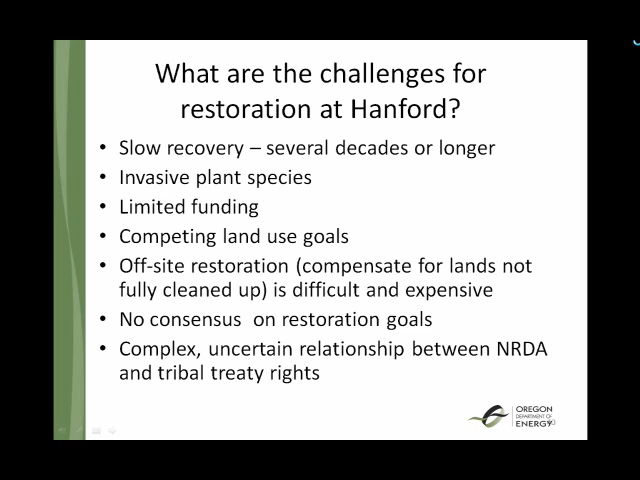 What are the challenges for
restoration at Hanford?
• Slow recovery – several decades or longer
• Invasive plant species
• Limited funding
• Competing land use goals
• Off-site restoration (compensate for lands not
fully cleaned up) is difficult and expensive
• No consensus on restoration goals
• Complex, uncertain relationship between NRDA
and tribal treaty rights
OREGON
DEPARTMENT OF
ENERGY